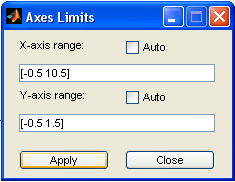 Axes Limits
X-axis range: Auto
[-0.5 10.5]
Y-axis range: Auto
[-0.5 1.5]
Apply Close